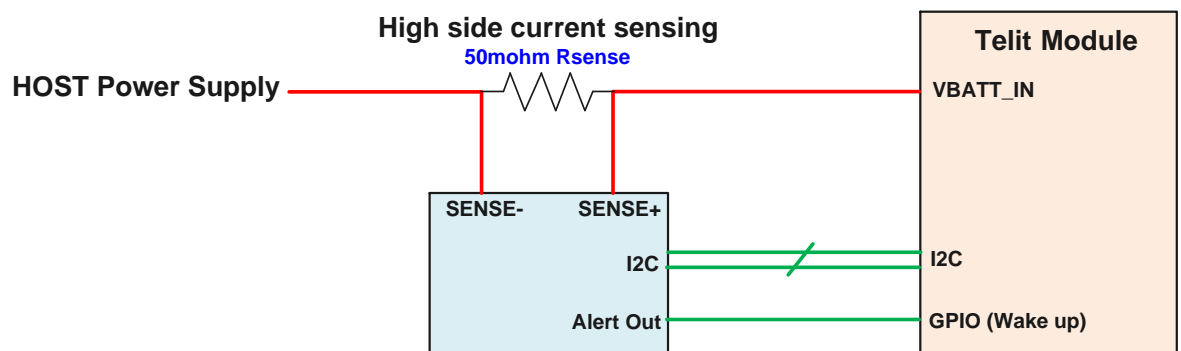 High side current sensing
50mohm Rsense
HOST Power Supply
Telit Module
VBATT_IN
SENSE- SENSE+
I2C I2C
Alert Out GPIO (Wake up)